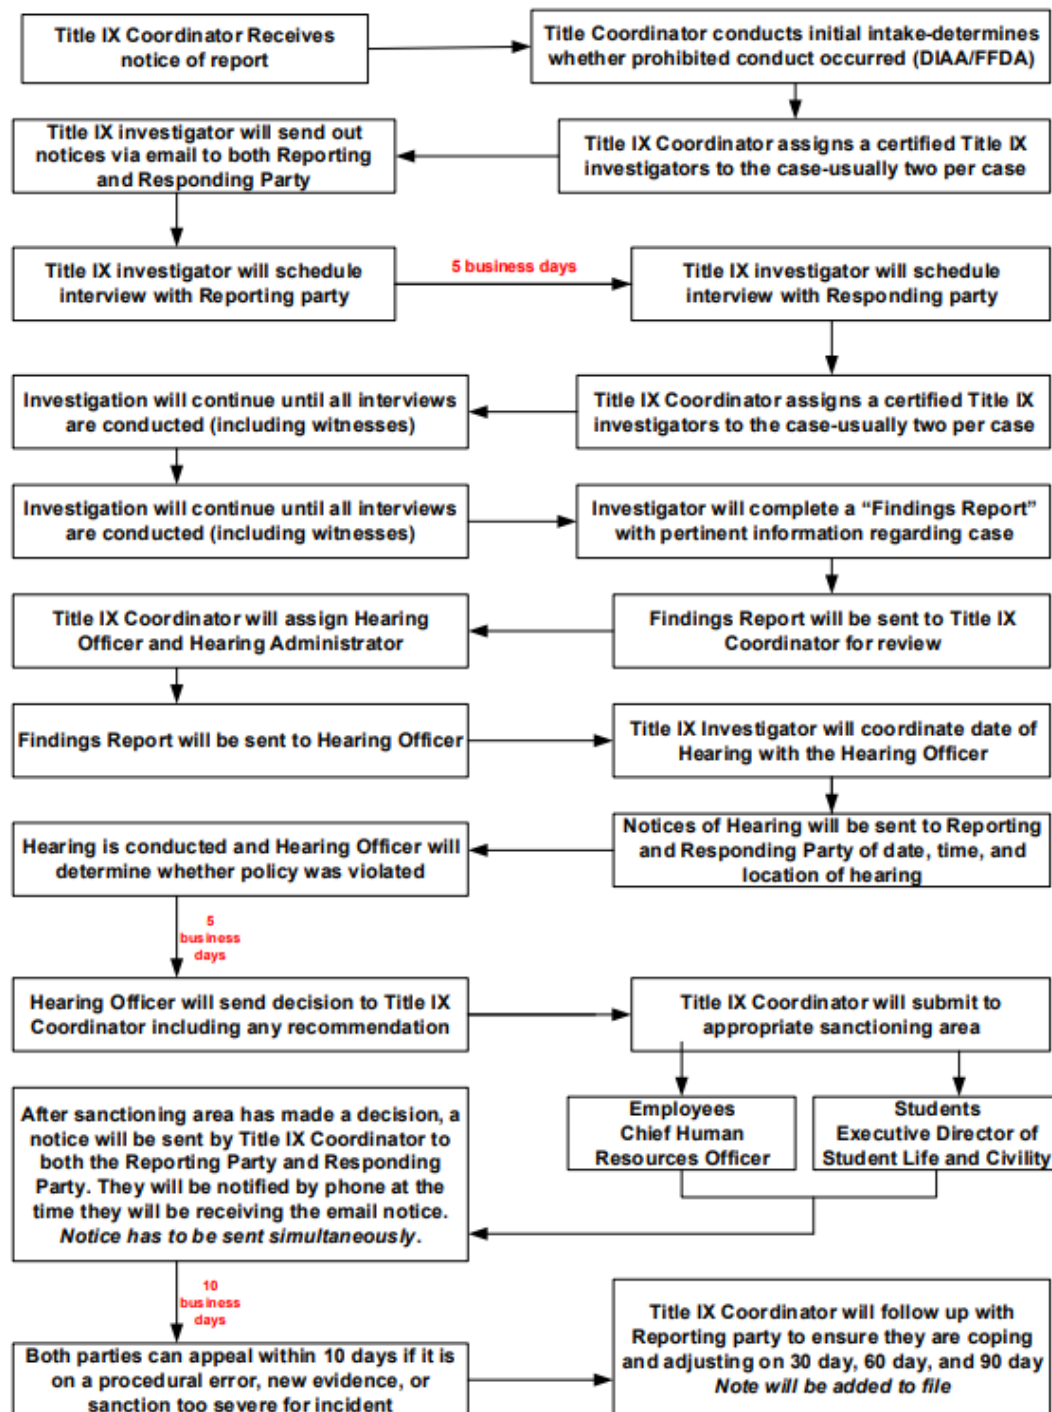 Title IX Coordinator Receives
notice of report
Title Coordinator conducts initial intake-determines
whether prohibited conduct occurred (DIAA/FFDA)
Title IX investigator will send out
notices via email to both Reporting
and Responding Party
Title IX Coordinator assigns a certified Title IX
investigators to the case-usually two per case
Title IX investigator will schedule
interview with Reporting party
5 business days
Title IX investigator will schedule
interview with Responding party
Investigation will continue until all interviews
are conducted (including witnesses)
Title IX Coordinator assigns a certified Title IX
investigators to the case-usually two per case
Investigation will continue until all interviews
are conducted (including witnesses)
Investigator will complete a “Findings Report”
with pertinent information regarding case
Title IX Coordinator will assign Hearing
Officer and Hearing Administrator
Findings Report will be sent to Title IX
Coordinator for review
Findings Report will be sent to Hearing Officer
Title IX Investigator will coordinate date of
Hearing with the Hearing Officer
Hearing is conducted and Hearing Officer will
determine whether policy was violated
Notices of Hearing will be sent to Reporting
and Responding Party of date, time, and
location of hearing
5
business
days
Hearing Officer will send decision to Title IX
Coordinator including any recommendation
Title IX Coordinator will submit to
appropriate sanctioning area
Employees
Chief Human
Resources Officer
Students
Executive Director of
Student Life and Civility
After sanctioning area has made a decision, a
notice will be sent by Title IX Coordinator to
both the Reporting Party and Responding
Party. They will be notified by phone at the
time they will be receiving the email notice.
Notice has to be sent simultaneously.
10
business
days
Both parties can appeal within 10 days if it is
on a procedural error, new evidence, or
sanction too severe for incident
Title IX Coordinator will follow up with
Reporting party to ensure they are coping
and adjusting on 30 day, 60 day, and 90 day
Note will be added to file